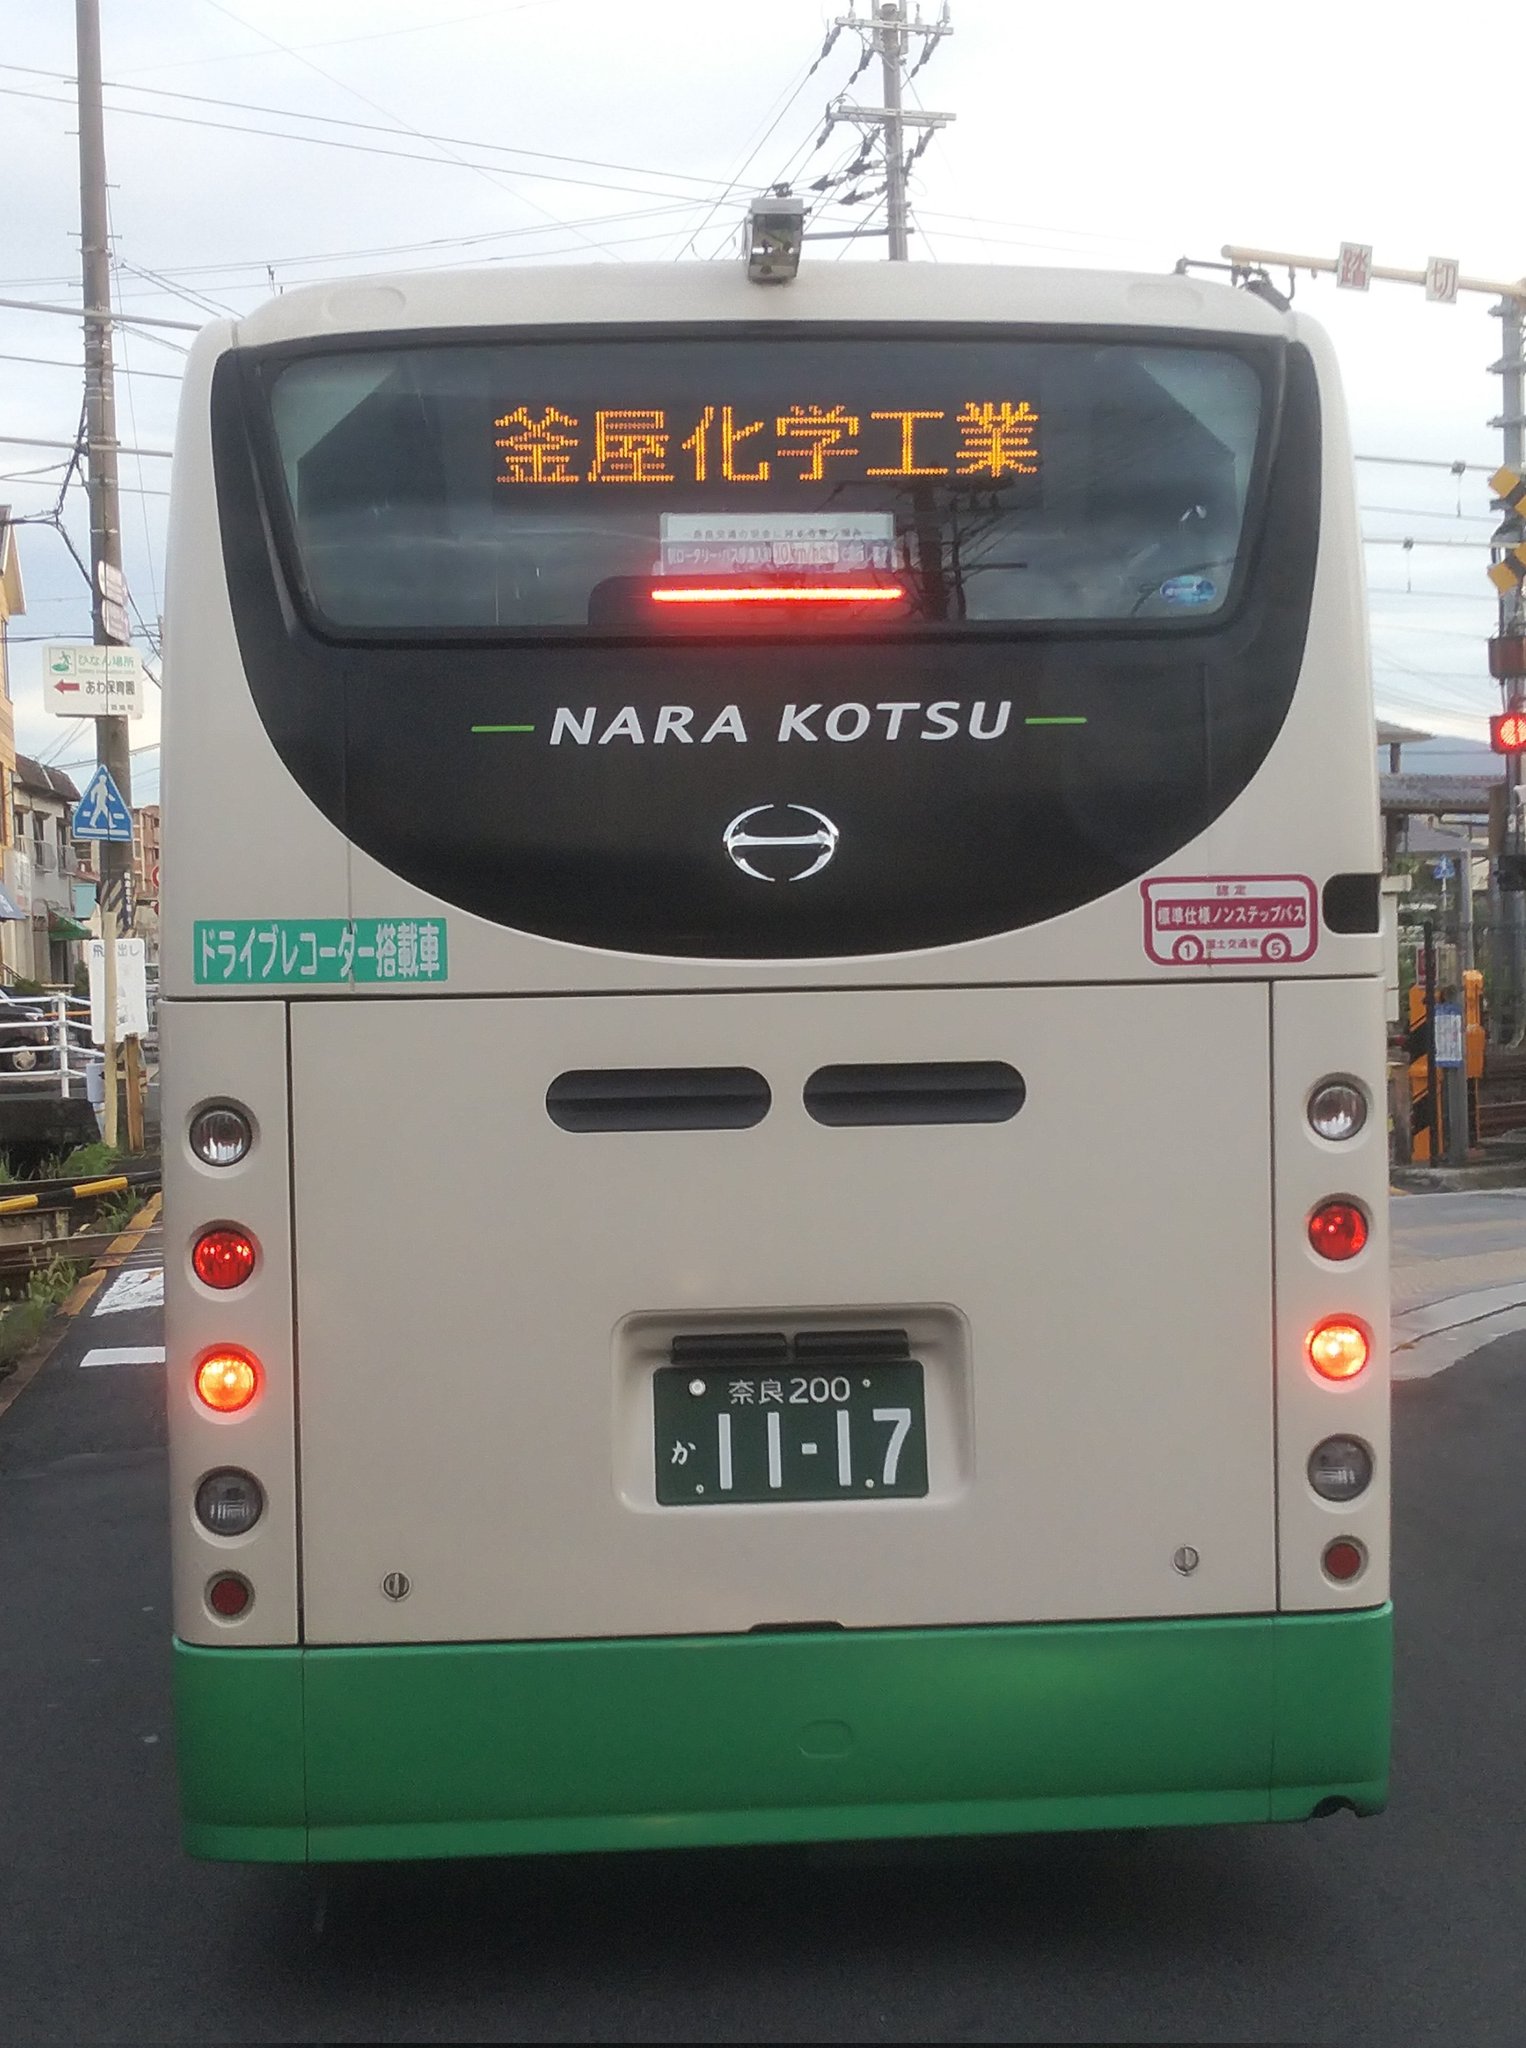 踏切
釜屋化学工業
ひなん場所
あわ保育園
NARA KOTSU
認定
標準仕様ノンステップバス
1 国土交通省 5
ドライブレコーダー搭載車
奈良200
か 11-17